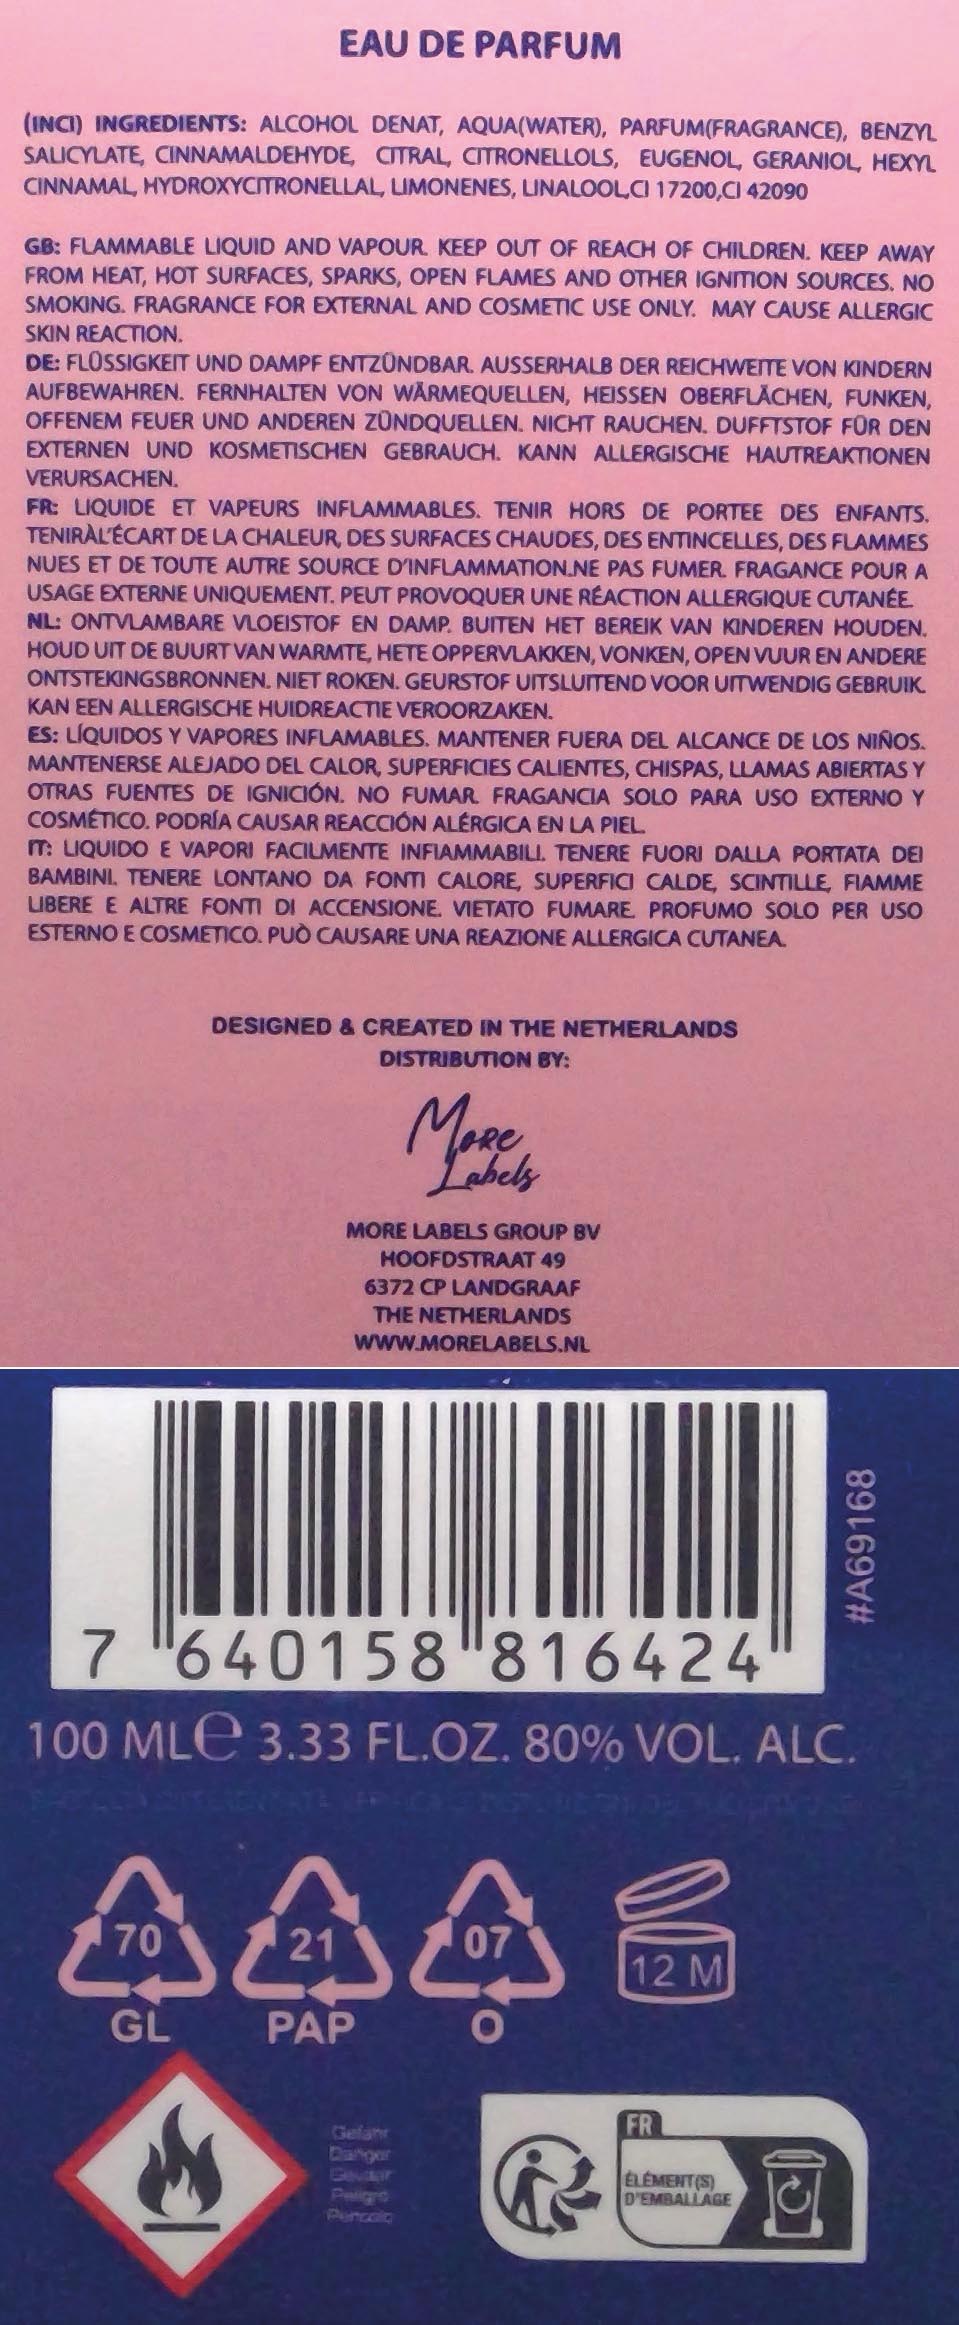 EAU DE PARFUM
(INCI) INGREDIENTS: ALCOHOL DENAT, AQUA(WATER), PARFUM(FRAGRANCE), BENZYL
SALICYLATE, CINNAMALDEHYDE, CITRAL, CITRONELLOLS, EUGENOL, GERANIOL, HEXYL
CINNAMAL, HYDROXYCITRONELLAL, LIMONENES, LINALOOL,CI 17200,CI 42090
GB: FLAMMABLE LIQUID AND VAPOUR. KEEP OUT OF REACH OF CHILDREN. KEEP AWAY
FROM HEAT, HOT SURFACES, SPARKS, OPEN FLAMES AND OTHER IGNITION SOURCES. NO
SMOKING. FRAGRANCE FOR EXTERNAL AND COSMETIC USE ONLY. MAY CAUSE ALLERGIC
SKIN REACTION.
DE: FLÜSSIGKEIT UND DAMPF ENTZÜNDBAR. AUSSERHALB DER REICHWEITE VON KINDERN
AUFBEWAHREN. FERNHALTEN VON WÄRMEQUELLEN, HEISSEN OBERFLÄCHEN, FUNKEN,
OFFENEM FEUER UND ANDEREN ZÜNDQUELLEN. NICHT RAUCHEN. DUFFTSTOF FÜR DEN
EXTERNEN UND KOSMETISCHEN GEBRAUCH. KANN ALLERGISCHE HAUTREAKTIONEN
VERURSACHEN.
FR: LIQUIDE ET VAPEURS INFLAMMABLES. TENIR HORS DE PORTEE DES ENFANTS.
TENIRÀL'ÉCART DE LA CHALEUR, DES SURFACES CHAUDES, DES ENTINCELLES, DES FLAMMES
NUES ET DE TOUTE AUTRE SOURCE D'INFLAMMATION.NE PAS FUMER. FRAGANCE POUR A
USAGE EXTERNE UNIQUEMENT. PEUT PROVOQUER UNE RÉACTION ALLERGIQUE CUTANÉE.
NL: ONTVLAMBARE VLOEISTOF EN DAMP. BUITEN HET BEREIK VAN KINDEREN HOUDEN.
HOUD UIT DE BUURT VAN WARMTE, HETE OPPERVLAKKEN, VONKEN, OPEN VUUR EN ANDERE
ONTSTEKINGSBRONNEN. NIET ROKEN. GEURSTOF UITSLUITEND VOOR UITWENDIG GEBRUIK.
KAN EEN ALLERGISCHE HUIDREACTIE VEROORZAKEN.
ES: LÍQUIDOS Y VAPORES INFLAMABLES. MANTENER FUERA DEL ALCANCE DE LOS NIÑOS.
MANTENERSE ALEJADO DEL CALOR, SUPERFICIES CALIENTES, CHISPAS, LLAMAS ABIERTAS Y
OTRAS FUENTES DE IGNICIÓN. NO FUMAR. FRAGANCIA SOLO PARA USO EXTERNO Y
COSMÉTICO. PODRÍA CAUSAR REACCIÓN ALÉRGICA EN LA PIEL.
IT: LIQUIDO E VAPORI FACILMENTE INFIAMMABILI. TENERE FUORI DALLA PORTATA DEI
BAMBINI. TENERE LONTANO DA FONTI CALORE, SUPERFICI CALDE, SCINTILLE, FIAMME
LIBERE E ALTRE FONTI DI ACCENSIONE. VIETATO FUMARE. PROFUMO SOLO PER USO
ESTERNO E COSMETICO. PUÒ CAUSARE UNA REAZIONE ALLERGICA CUTANEA.
DESIGNED & CREATED IN THE NETHERLANDS
DISTRIBUTION BY:
More
Labels
MORE LABELS GROUP BV
HOOFDSTRAAT 49
6372 CP LANDGRAAF
THE NETHERLANDS
WWW.MORELABELS.NL
7 640158 816424
#A69168
100 ML℮ 3.33 FL.OZ. 80% VOL. ALC.
70 21 07 12 M
GL PAP O
Gefahr
Danger
Gevaar
Peligro
Pericolo
FR
ÉLÉMENT(S)
D'EMBALLAGE